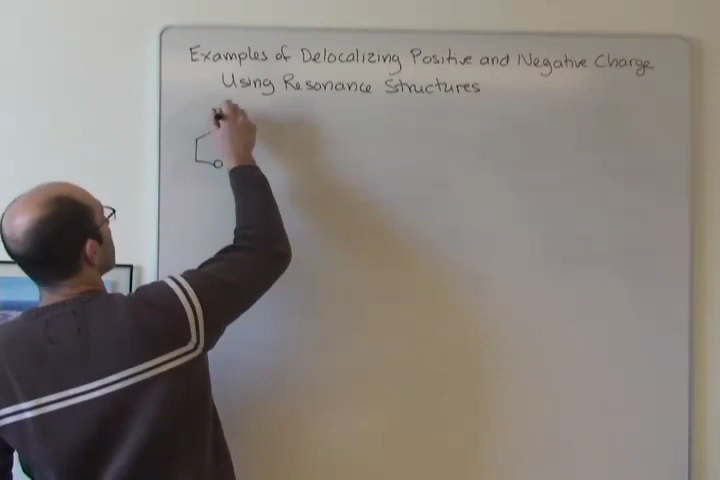 Examples of Delocalizing Positive and Negative Charge
Using Resonance Structures
O